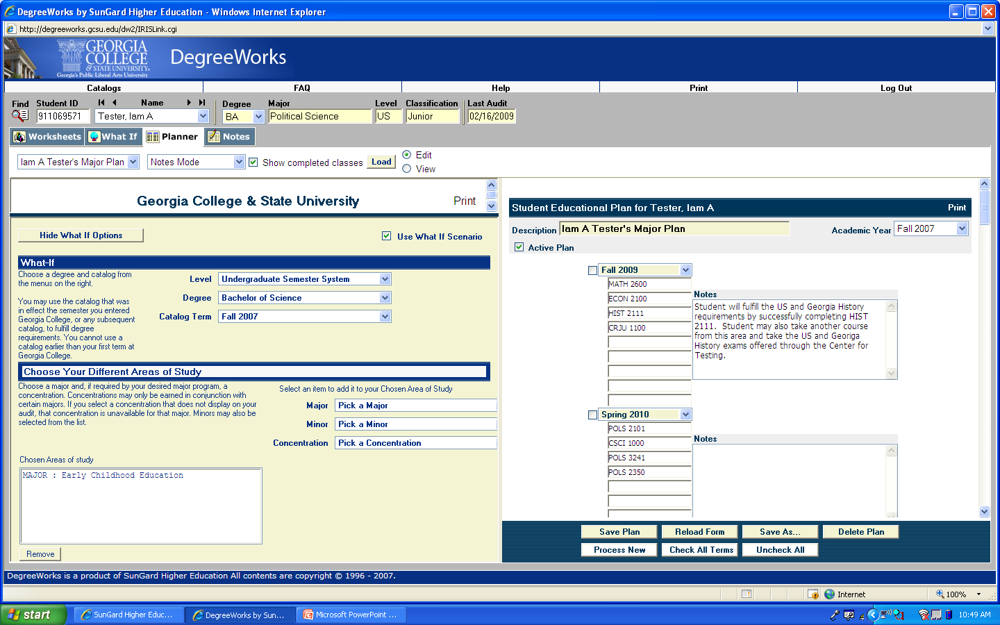 DegreeWorks by SunGard Higher Education - Windows Internet Explorer
http://degreeworks.gcsu.edu/dw2/IRISLink.cgi
GEORGIA
COLLEGE
& STATE UNIVERSITY
Georgia's Public Liberal Arts University
DegreeWorks
Catalogs FAQ Help Print Log Out
Find Student ID Name Degree Major Level Classification Last Audit
911069571 Tester, Iam A BA Political Science US Junior 02/16/2009
Worksheets What If Planner Notes
Iam A Tester's Major Plan Notes Mode Show completed classes Load Edit
View
Georgia College & State University Print
Hide What If Options Use What If Scenario
What-If
Choose a degree and catalog from
the menus on the right.
You may use the catalog that was
in effect the semester you entered
Georgia College, or any subsequent
catalog, to fulfill degree
requirements. You cannot use a
catalog earlier than your first term at
Georgia College.
Level Undergraduate Semester System
Degree Bachelor of Science
Catalog Term Fall 2007
Choose Your Different Areas of Study
Choose a major and, if required by your desired major program, a
concentration. Concentrations may only be earned in conjunction with
certain majors. If you select a concentration that does not display on your
audit, that concentration is unavailable for that major. Minors may also be
selected from the list.
Select an item to add it to your Chosen Area of Study
Major Pick a Major
Minor Pick a Minor
Concentration Pick a Concentration
Chosen Areas of study
MAJOR : Early Childhood Education
Remove
Student Educational Plan for Tester, Iam A Print
Description Iam A Tester's Major Plan Academic Year Fall 2007
Active Plan
Fall 2009
MATH 2600
ECON 2100
HIST 2111
CRJU 1100
Notes
Student will fulfill the US and Georgia History
requirements by successfully completing HIST
2111. Student may also take another course
from this area and take the US and Georiga
History exams offered through the Center for
Testing.
Spring 2010
POLS 2101
CSCI 1000
POLS 3241
POLS 2350
Notes
Save Plan Reload Form Save As... Delete Plan
Process New Check All Terms Uncheck All
DegreeWorks is a product of SunGard Higher Education All contents are copyright © 1996 - 2007.
Internet 100%
start SunGard Higher Educ... DegreeWorks by Sun... Microsoft PowerPoint ... 10:49 AM